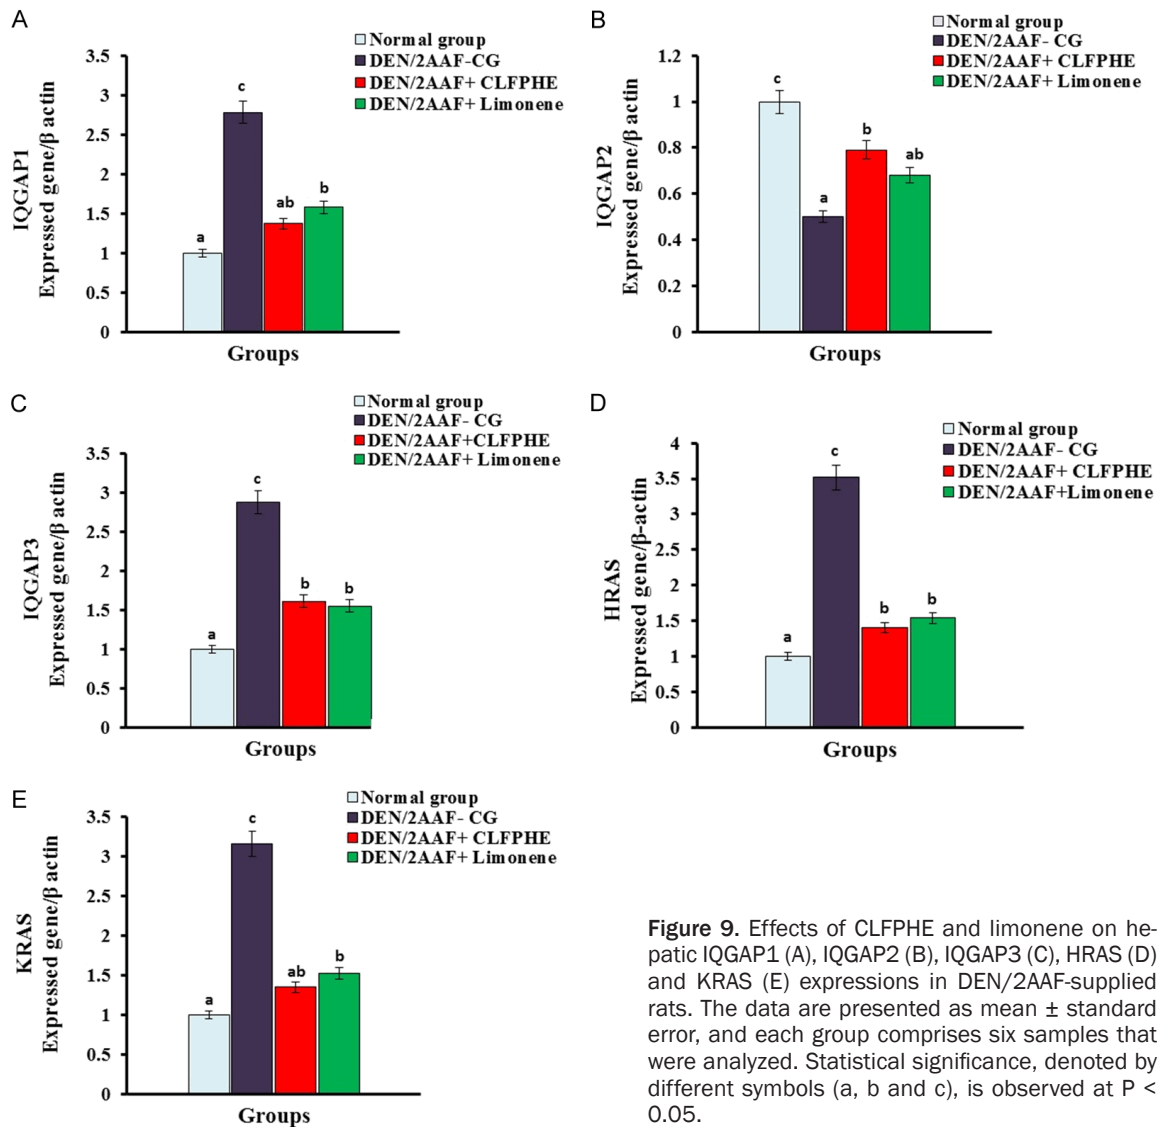 A
Normal group
DEN/2AAF-CG
DEN/2AAF+ CLFPHE
DEN/2AAF+ Limonene
IQGAP1
Expressed gene/β actin
3.5
3
2.5
2
1.5
1
0.5
0
a
c
ab
b
Groups
B
Normal group
DEN/2AAF- CG
DEN/2AAF+ CLFPHE
DEN/2AAF+ Limonene
IQGAP2
Expressed gene/β actin
1.2
1
0.8
0.6
0.4
0.2
0
c
a
b
ab
Groups
C
Normal group
DEN/2AAF- CG
DEN/2AAF+CLFPHE
DEN/2AAF+ Limonene
IQGAP3
Expressed gene/β actin
3.5
3
2.5
2
1.5
1
0.5
0
a
c
b
b
Groups
D
Normal group
DEN/2AAF- CG
DEN/2AAF+ CLFPHE
DEN/2AAF+Limonene
HRAS
Expressed gene/β-actin
4
3.5
3
2.5
2
1.5
1
0.5
0
a
c
b
b
Groups
E
Normal group
DEN/2AAF- CG
DEN/2AAF+ CLFPHE
DEN/2AAF+ Limonene
KRAS
Expressed gene/β actin
3.5
3
2.5
2
1.5
1
0.5
0
a
c
ab
b
Groups
Figure 9. Effects of CLFPHE and limonene on he-
patic IQGAP1 (A), IQGAP2 (B), IQGAP3 (C), HRAS (D)
and KRAS (E) expressions in DEN/2AAF-supplied
rats. The data are presented as mean ± standard
error, and each group comprises six samples that
were analyzed. Statistical significance, denoted by
different symbols (a, b and c), is observed at P <
0.05.